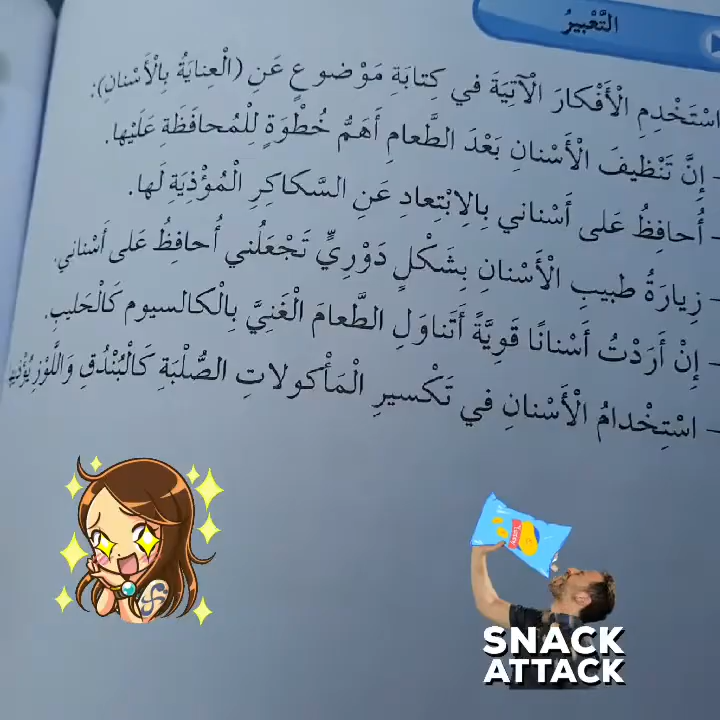 التَّعْبيرُ
اسْتَخْدِمِ الْأَفْكارَ الْآتِيَةَ في كِتابَةِ مَوْضوعٍ عَنِ (الْعِنايَةُ بِالْأَسْنانِ):
- إِنَّ تَنْظيفَ الْأَسْنانِ بَعْدَ الطَّعامِ أَهَمُّ خُطْوَةٍ لِلْمُحافَظَةِ عَلَيْها.
- أُحافِظُ عَلى أَسْناني بِالِابْتِعادِ عَنِ السَّكاكِرِ الْمُؤْذِيَةِ لَها.
- زِيارَةُ طَبيبِ الْأَسْنانِ بِشَكْلٍ دَوْرِيٍّ تَجْعَلُني أُحافِظُ عَلى أَسْناني.
- إِنْ أَرَدْتُ أَسْنانًا قَوِيَّةً أَتَناوَلِ الطَّعامَ الْغَنِيَّ بِالْكالسيوم كَالْحَليبِ.
- اسْتِخْدامُ الْأَسْنانِ في تَكْسيرِ الْمَأْكولاتِ الصُّلْبَةِ كَالْبُنْدُقِ وَاللَّوْزِ
SNACK
ATTACK